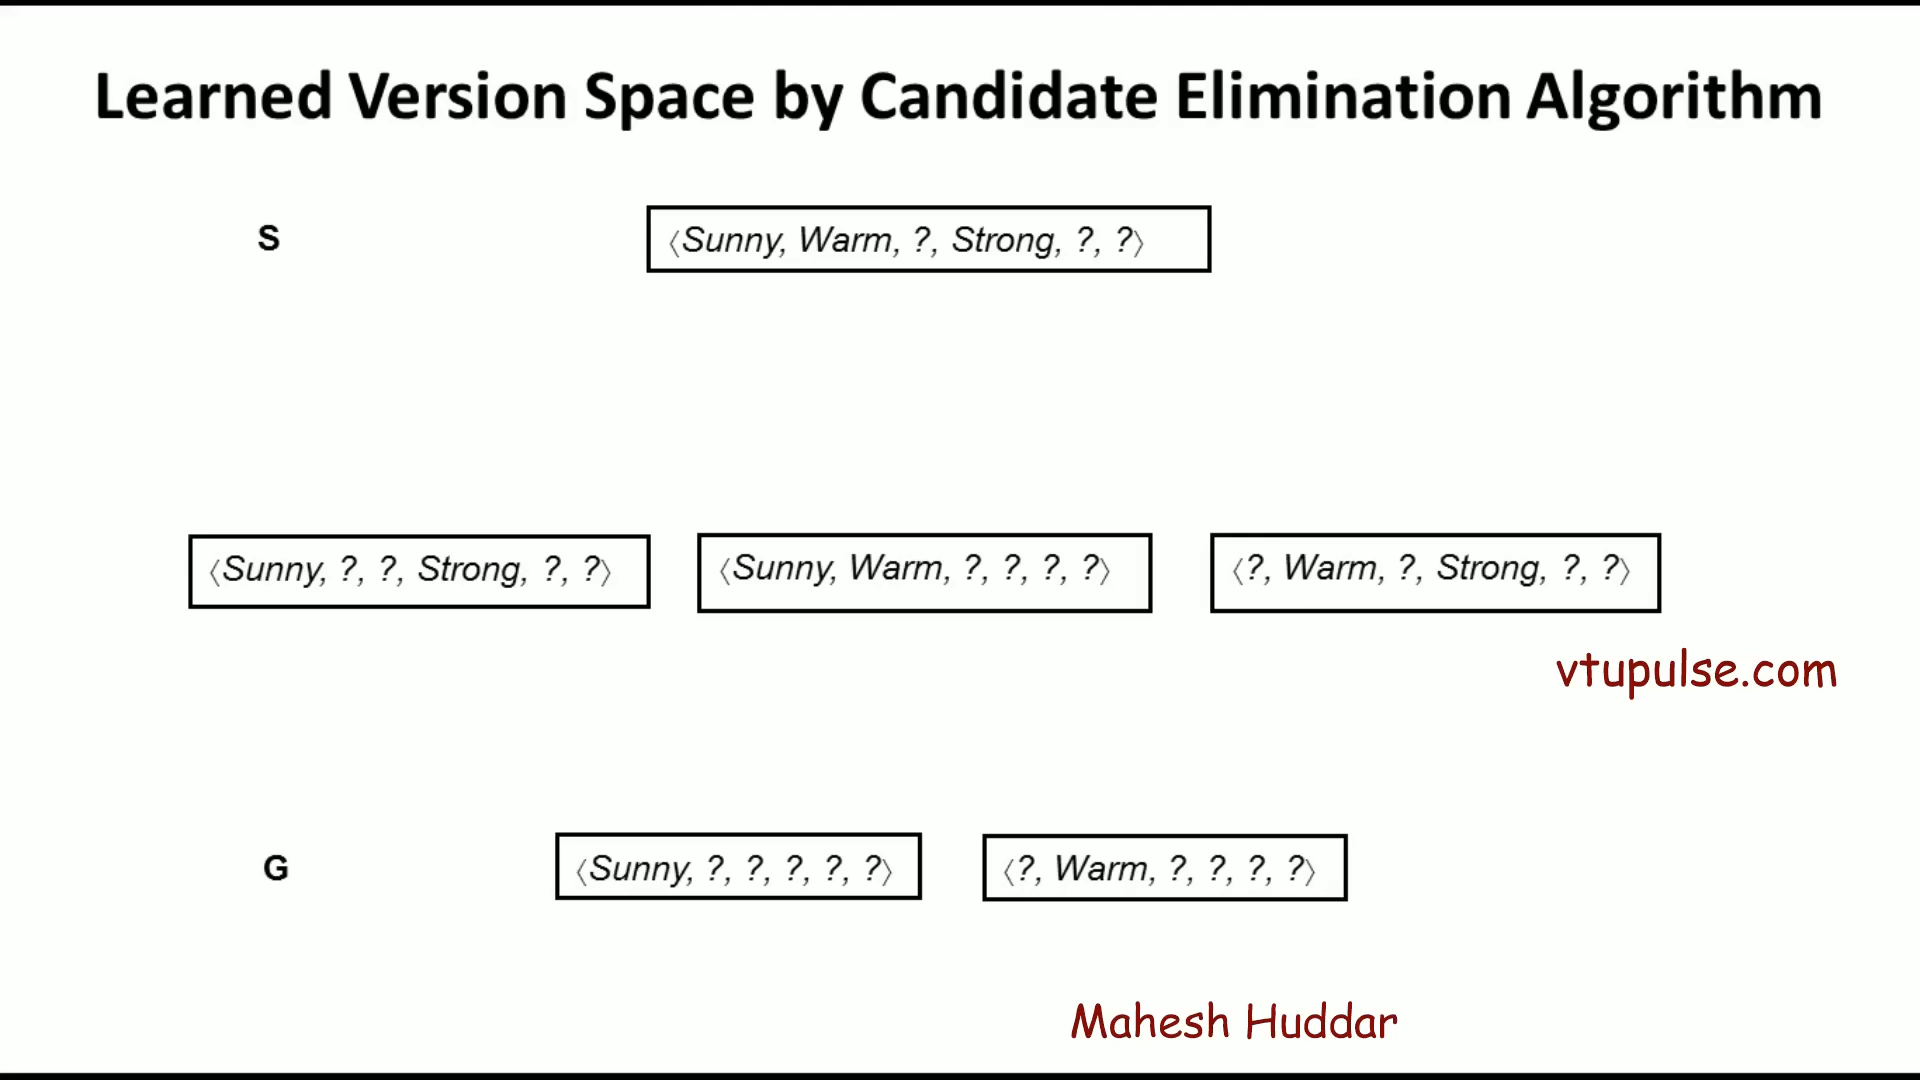 Learned Version Space by Candidate Elimination Algorithm
S
⟨Sunny, Warm, ?, Strong, ?, ?⟩
⟨Sunny, ?, ?, Strong, ?, ?⟩
⟨Sunny, Warm, ?, ?, ?, ?⟩
⟨?, Warm, ?, Strong, ?, ?⟩
vtupulse.com
G
⟨Sunny, ?, ?, ?, ?, ?⟩
⟨?, Warm, ?, ?, ?, ?⟩
Mahesh Huddar